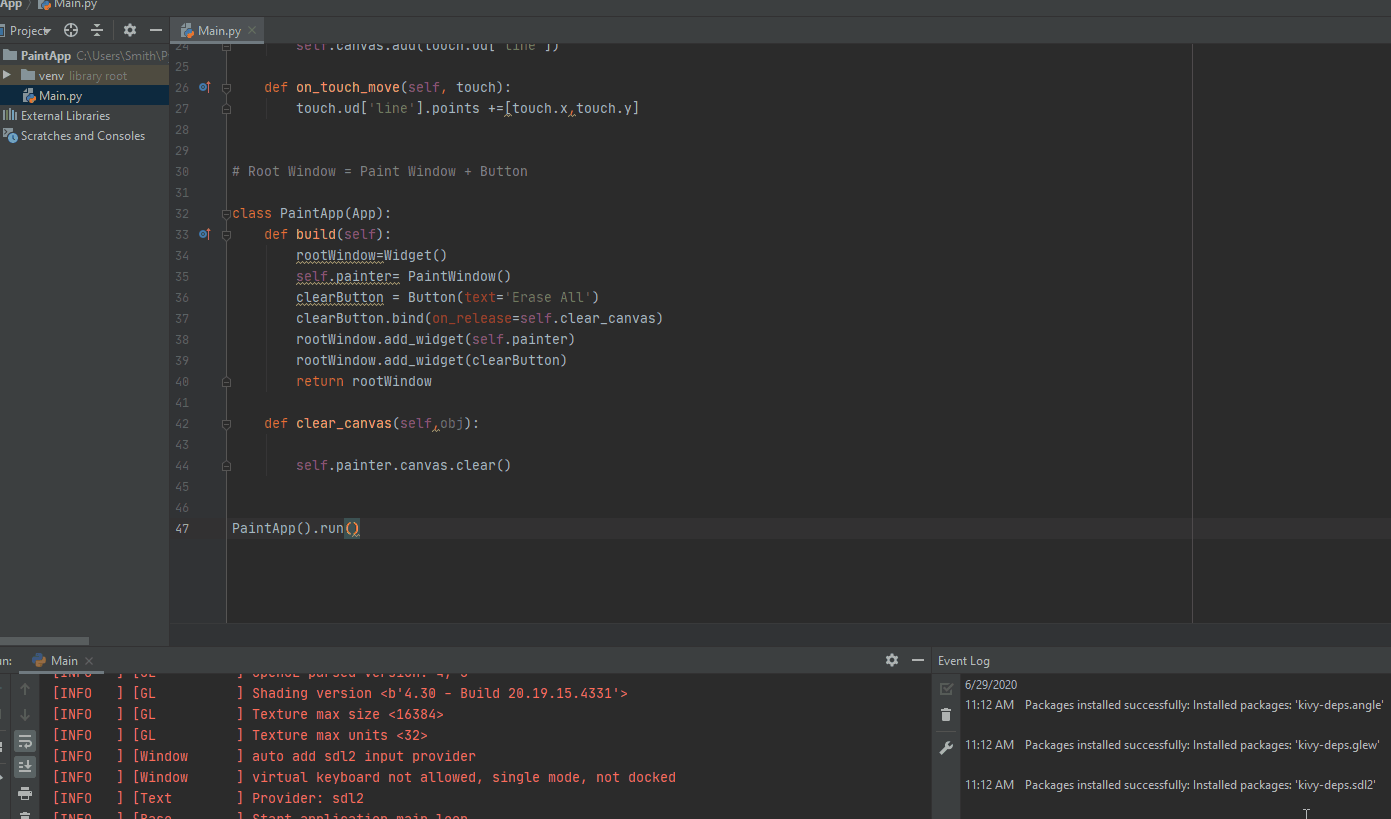 App Main.py
Project
Main.py
PaintApp C:\Users\Smith\P
venv library root
Main.py
External Libraries
Scratches and Consoles
24 self.canvas.add(touch.ud['line'])
25
26 def on_touch_move(self, touch):
27 touch.ud['line'].points +=[touch.x,touch.y]
28
29
30 # Root Window = Paint Window + Button
31
32 class PaintApp(App):
33 def build(self):
34 rootWindow=Widget()
35 self.painter= PaintWindow()
36 clearButton = Button(text='Erase All')
37 clearButton.bind(on_release=self.clear_canvas)
38 rootWindow.add_widget(self.painter)
39 rootWindow.add_widget(clearButton)
40 return rootWindow
41
42 def clear_canvas(self,obj):
43
44 self.painter.canvas.clear()
45
46
47 PaintApp().run()
un: Main
[INFO ] [GL ] OpenGL parsed version: 4, 3
[INFO ] [GL ] Shading version <b'4.30 - Build 20.19.15.4331'>
[INFO ] [GL ] Texture max size <16384>
[INFO ] [GL ] Texture max units <32>
[INFO ] [Window ] auto add sdl2 input provider
[INFO ] [Window ] virtual keyboard not allowed, single mode, not docked
[INFO ] [Text ] Provider: sdl2
[INFO ] [Base ] Start application main loop
Event Log
6/29/2020
11:12 AM Packages installed successfully: Installed packages: 'kivy-deps.angle'
11:12 AM Packages installed successfully: Installed packages: 'kivy-deps.glew'
11:12 AM Packages installed successfully: Installed packages: 'kivy-deps.sdl2'